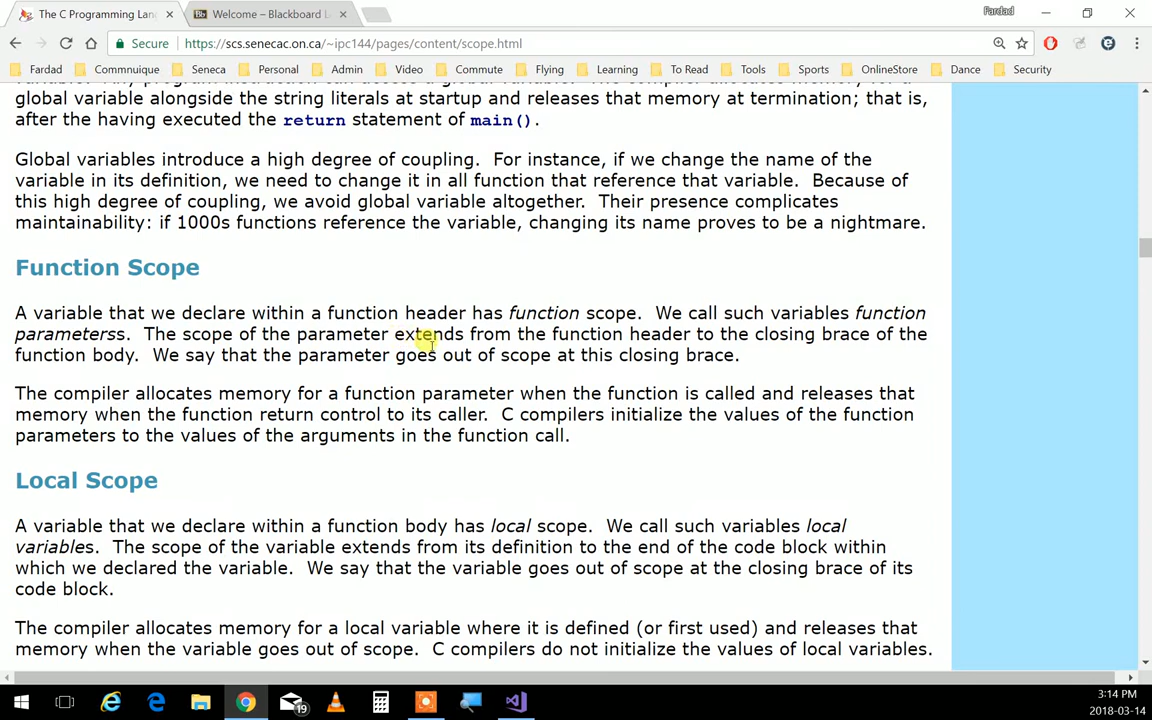 The C Programming Lan
Welcome – Blackboard L
Fardad
Secure
https://scs.senecac.on.ca/~ipc144/pages/content/scope.html
Fardad
Commnuique
Seneca
Personal
Admin
Video
Commute
Flying
Learning
To Read
Tools
Sports
OnlineStore
Dance
Security
global variable alongside the string literals at startup and releases that memory at termination; that is,
after the having executed the return statement of main().
Global variables introduce a high degree of coupling.  For instance, if we change the name of the
variable in its definition, we need to change it in all function that reference that variable.  Because of
this high degree of coupling, we avoid global variable altogether.  Their presence complicates
maintainability: if 1000s functions reference the variable, changing its name proves to be a nightmare.
Function Scope
A variable that we declare within a function header has function scope.  We call such variables function
parameterss.  The scope of the parameter extends from the function header to the closing brace of the
function body.  We say that the parameter goes out of scope at this closing brace.
The compiler allocates memory for a function parameter when the function is called and releases that
memory when the function return control to its caller.  C compilers initialize the values of the function
parameters to the values of the arguments in the function call.
Local Scope
A variable that we declare within a function body has local scope.  We call such variables local
variables.  The scope of the variable extends from its definition to the end of the code block within
which we declared the variable.  We say that the variable goes out of scope at the closing brace of its
code block.
The compiler allocates memory for a local variable where it is defined (or first used) and releases that
memory when the variable goes out of scope.  C compilers do not initialize the values of local variables.
19
3:14 PM
2018-03-14